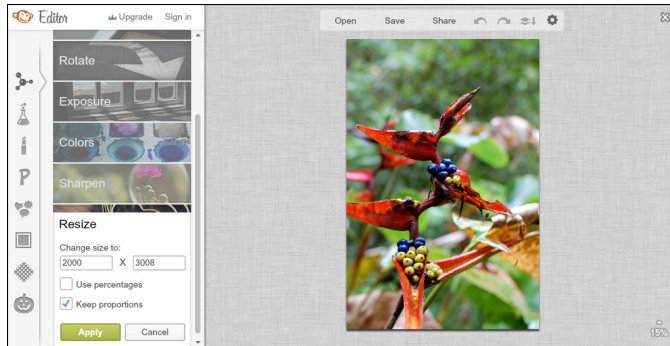 Editor
Upgrade Sign in
Open Save Share
Rotate
Exposure
Colors
Sharpen
Resize
Change size to:
2000 X 3008
Use percentages
Keep proportions
Apply Cancel
P
15%